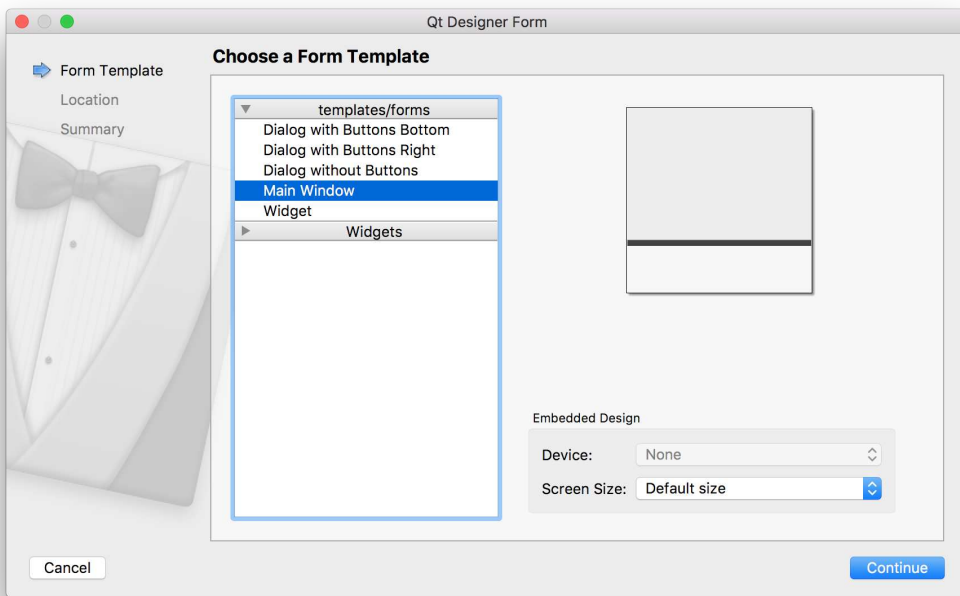 Qt Designer Form
Form Template
Location
Summary
Choose a Form Template
templates/forms
Dialog with Buttons Bottom
Dialog with Buttons Right
Dialog without Buttons
Main Window
Widget
Widgets
Embedded Design
Device: None
Screen Size: Default size
Cancel
Continue